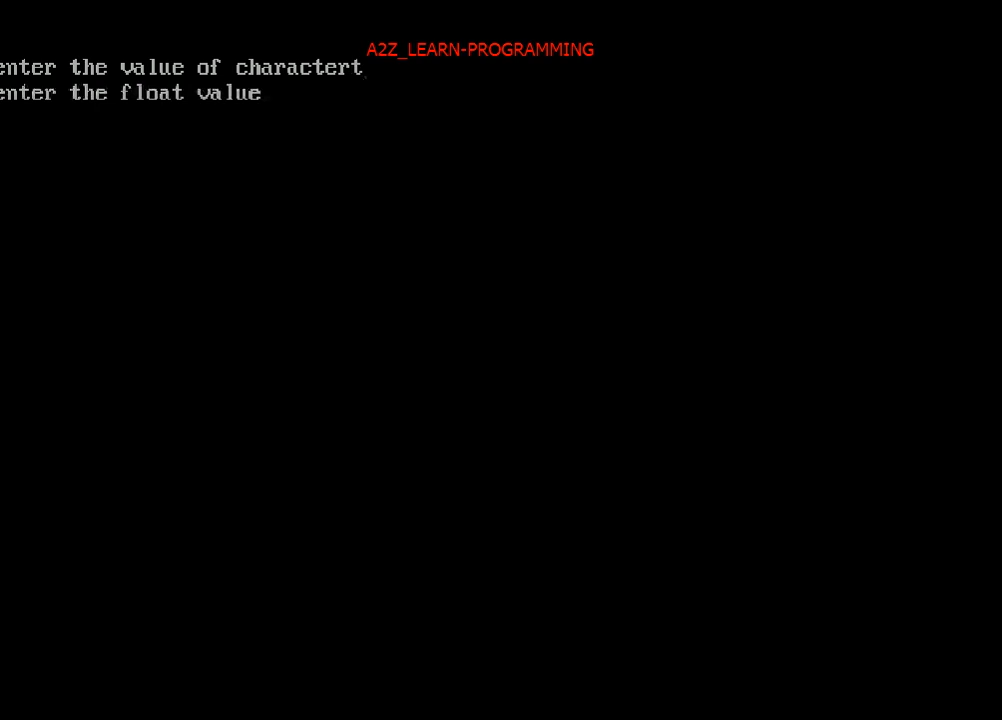 A2Z_LEARN-PROGRAMMING
enter the value of charactert
enter the float value